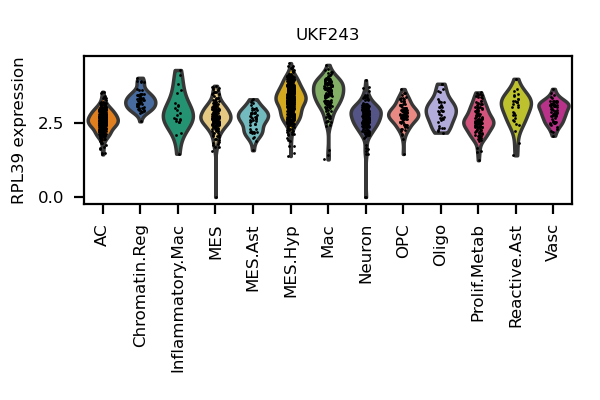 UKF243
RPL39 expression
2.5
0.0
AC
Chromatin.Reg
Inflammatory.Mac
MES
MES.Ast
MES.Hyp
Mac
Neuron
OPC
Oligo
Prolif.Metab
Reactive.Ast
Vasc